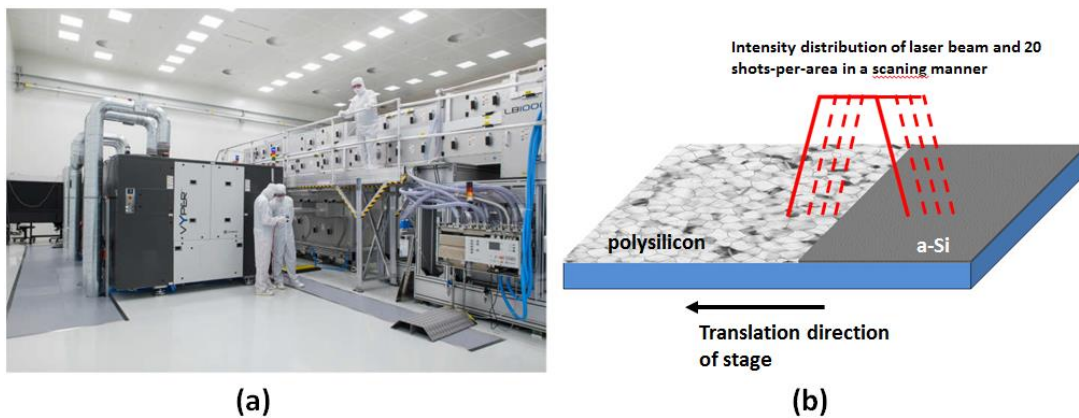 LB1000
VYPER
(a)
Intensity distribution of laser beam and 20
shots-per-area in a scaning manner
polysilicon
a-Si
Translation direction
of stage
(b)